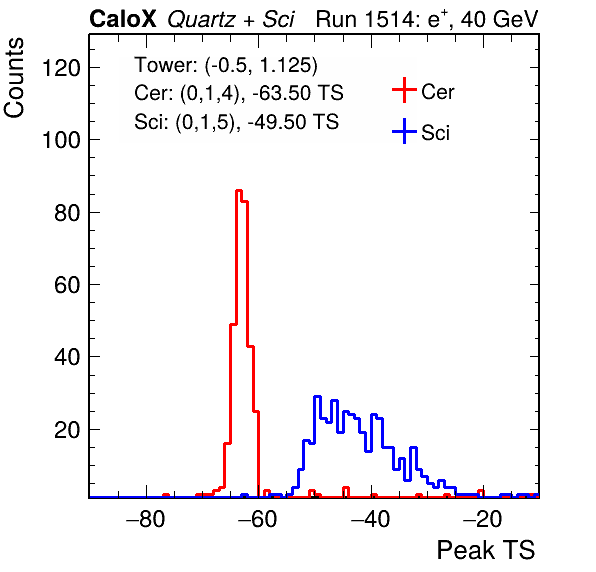 CaloX Quartz + Sci Run 1514: e⁺, 40 GeV
Counts
Tower: (-0.5, 1.125)
Cer: (0,1,4), -63.50 TS
Sci: (0,1,5), -49.50 TS
Cer
Sci
120
100
80
60
40
20
−80 −60 −40 −20
Peak TS